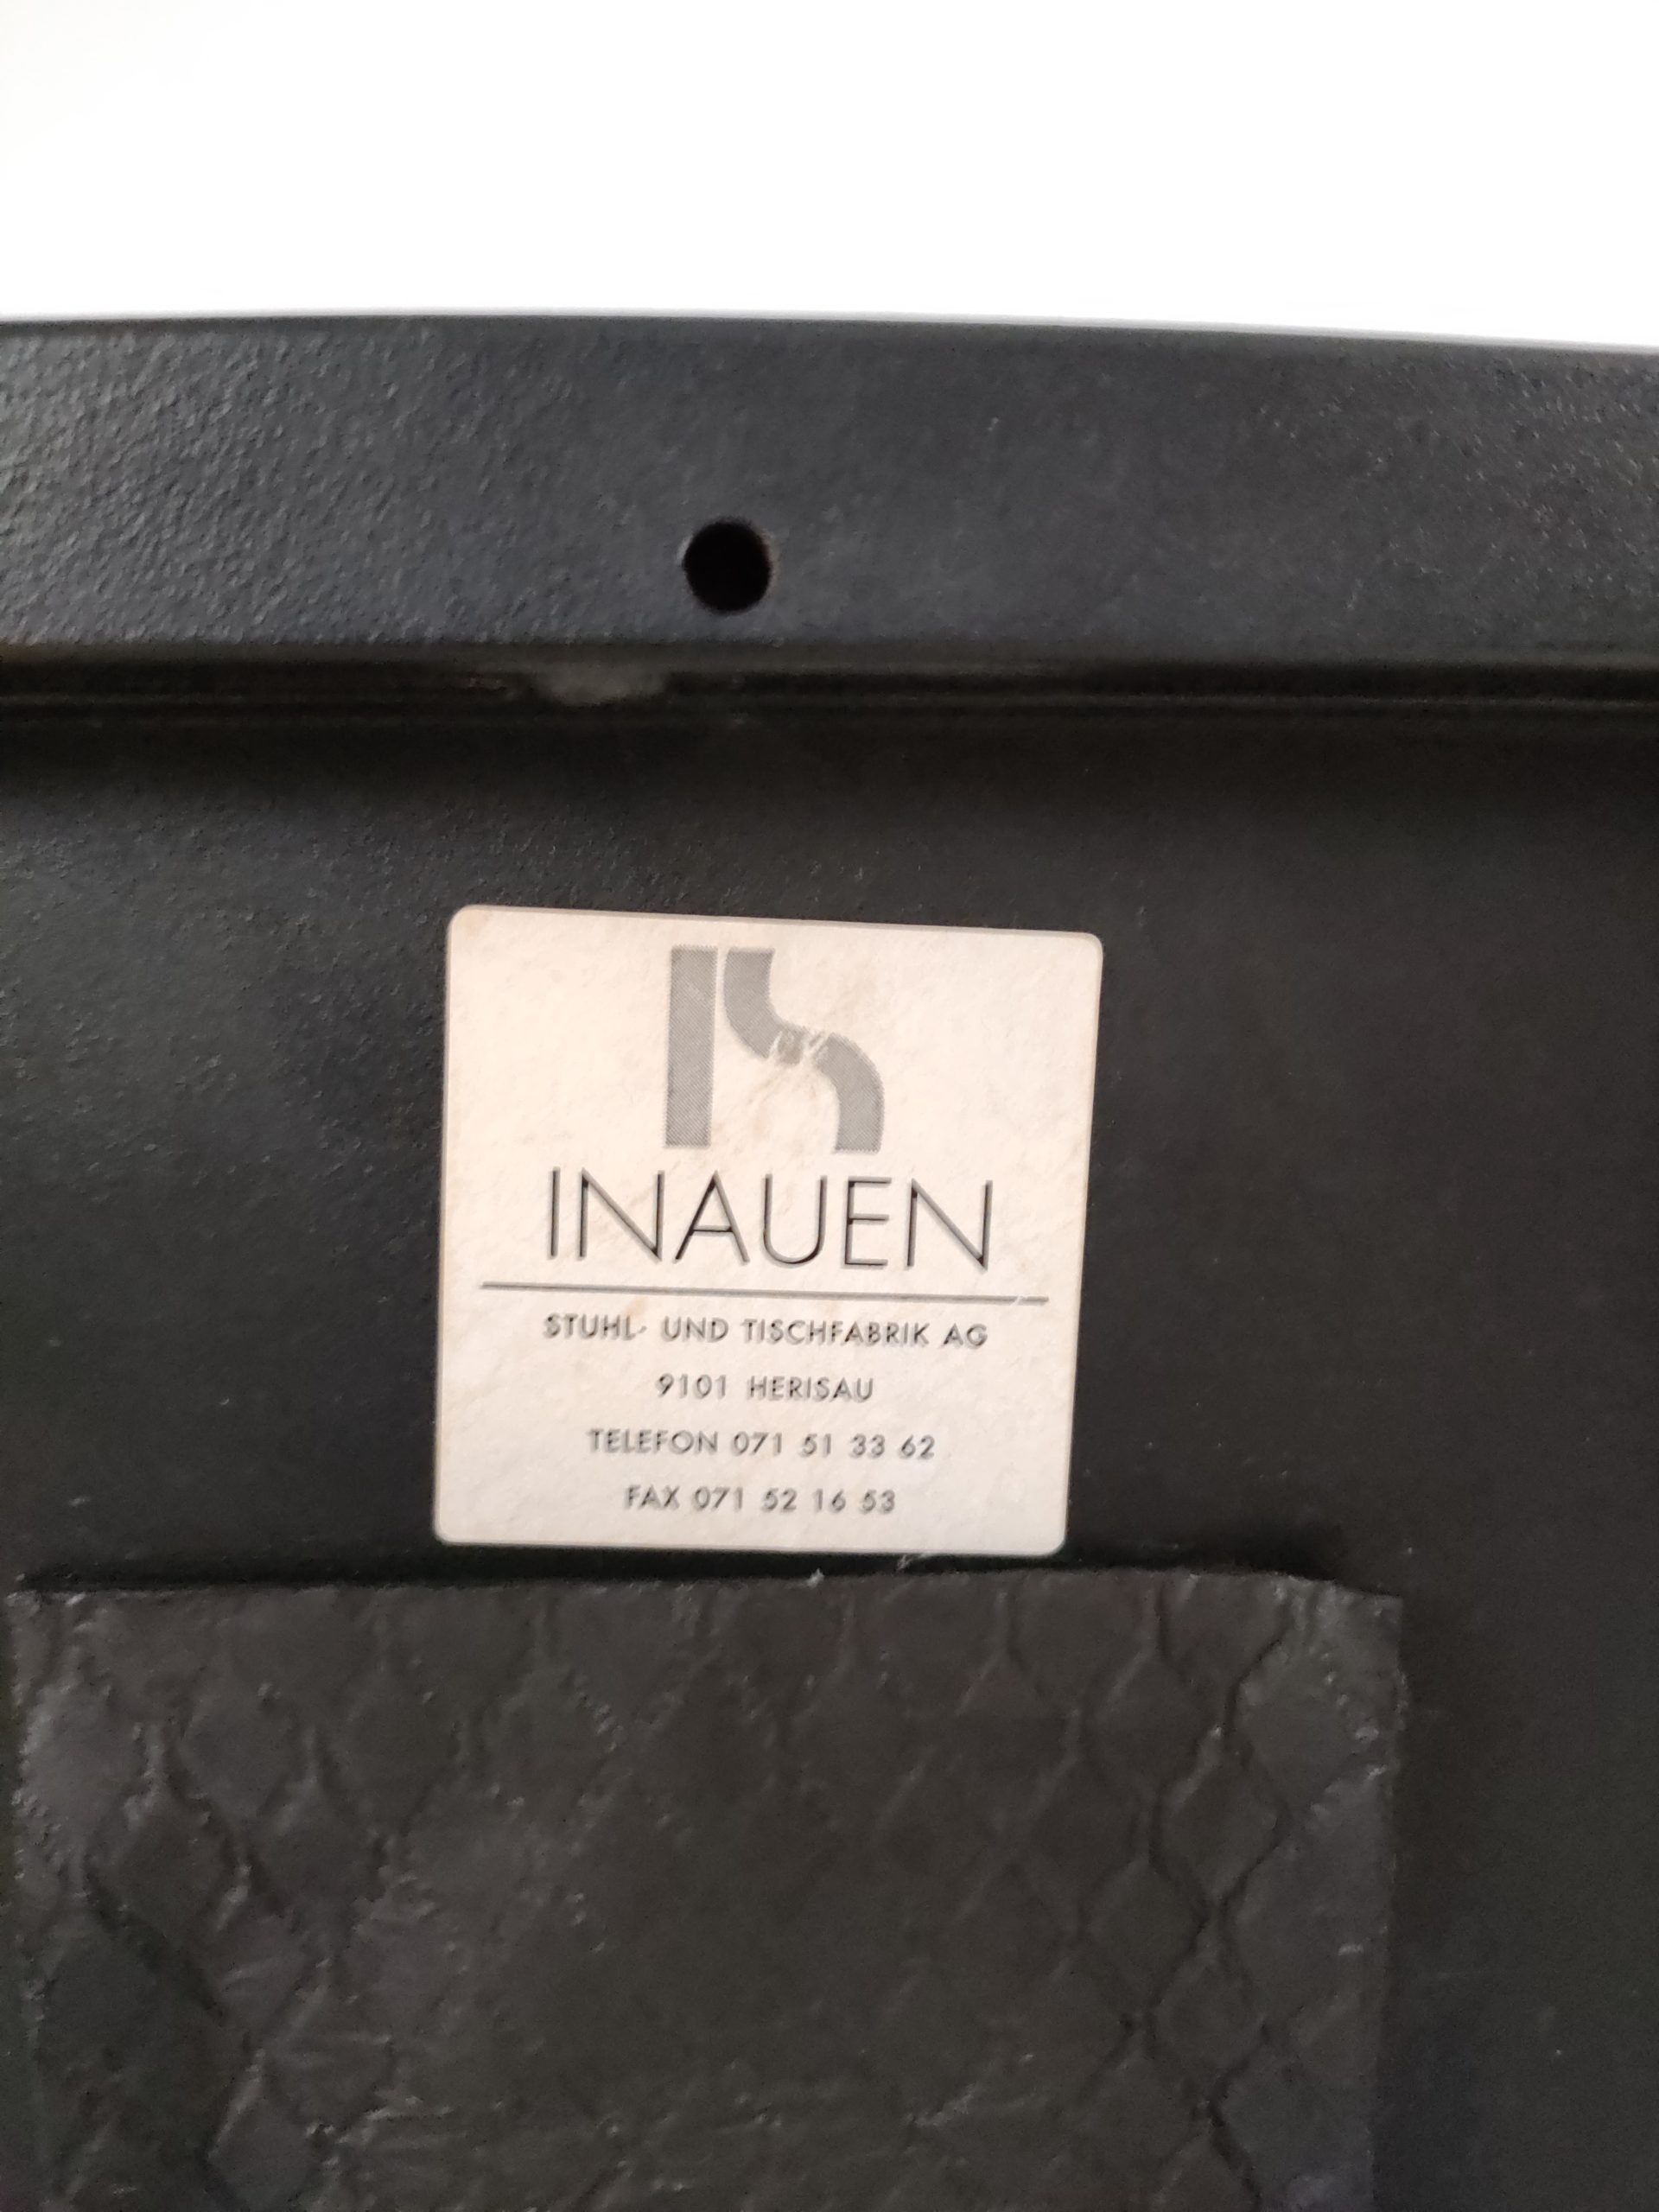 INAUEN
STUHL- UND TISCHFABRIK AG
9101 HERISAU
TELEFON 071 51 33 62
FAX 071 52 16 53